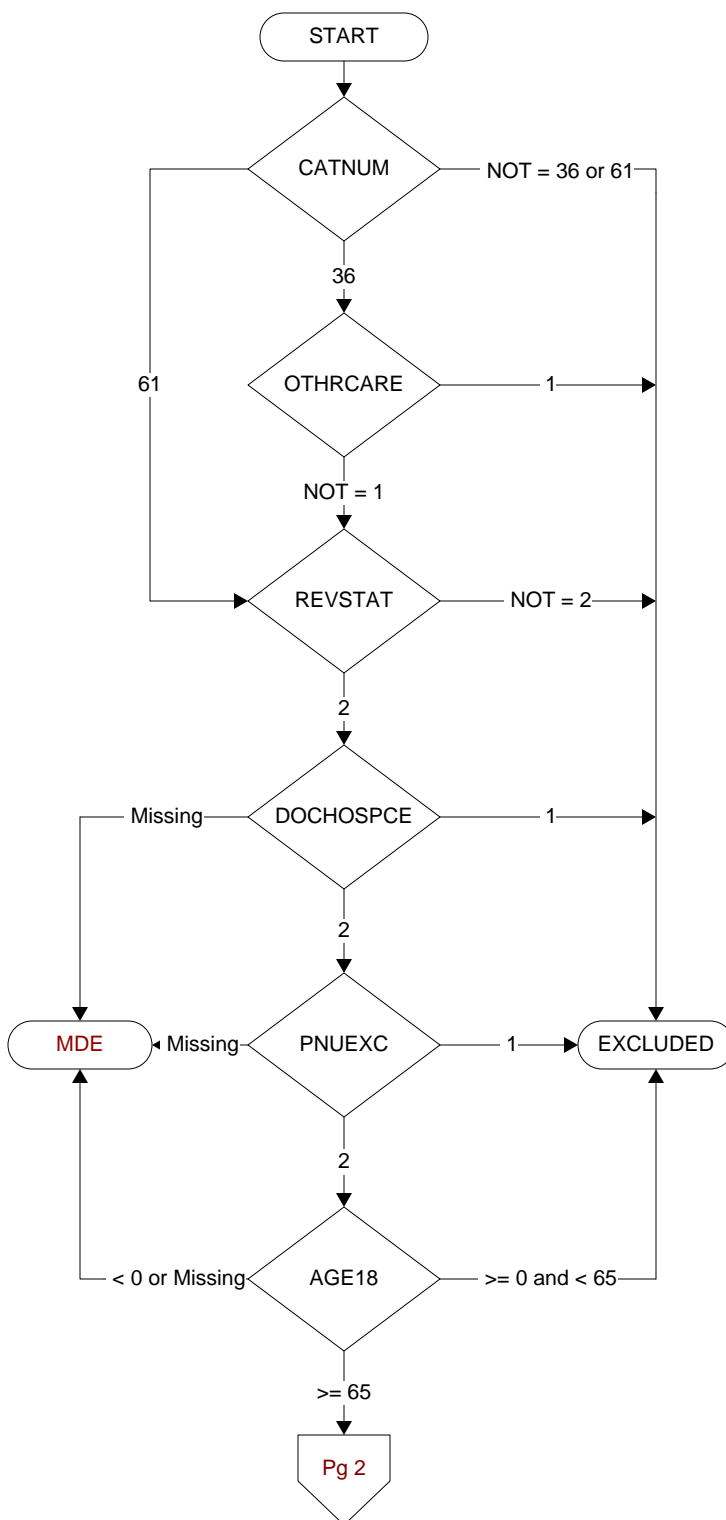 START
CATNUM
NOT = 36 or 61
36
61
OTHRCARE
1
NOT = 1
REVSTAT
NOT = 2
2
Missing
DOCHOSPCE
1
2
MDE
Missing
PNUEXC
1
EXCLUDED
2
< 0 or Missing
AGE18
>= 0 and < 65
>= 65
Pg 2